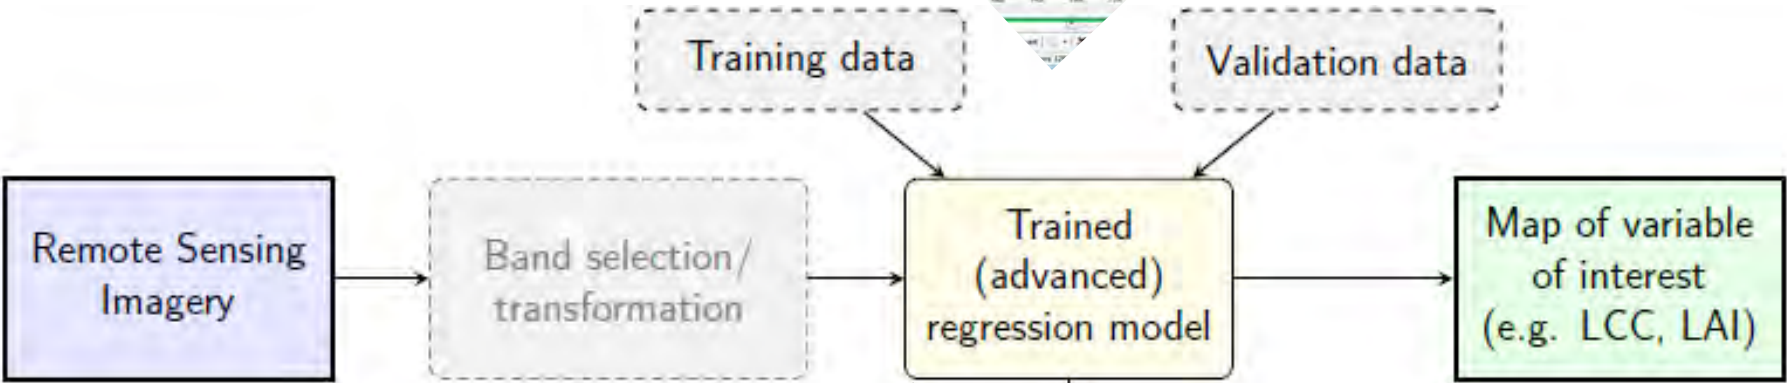 Training data
Validation data
Remote Sensing
Imagery
Band selection/
transformation
Trained
(advanced)
regression model
Map of variable
of interest
(e.g. LCC, LAI)